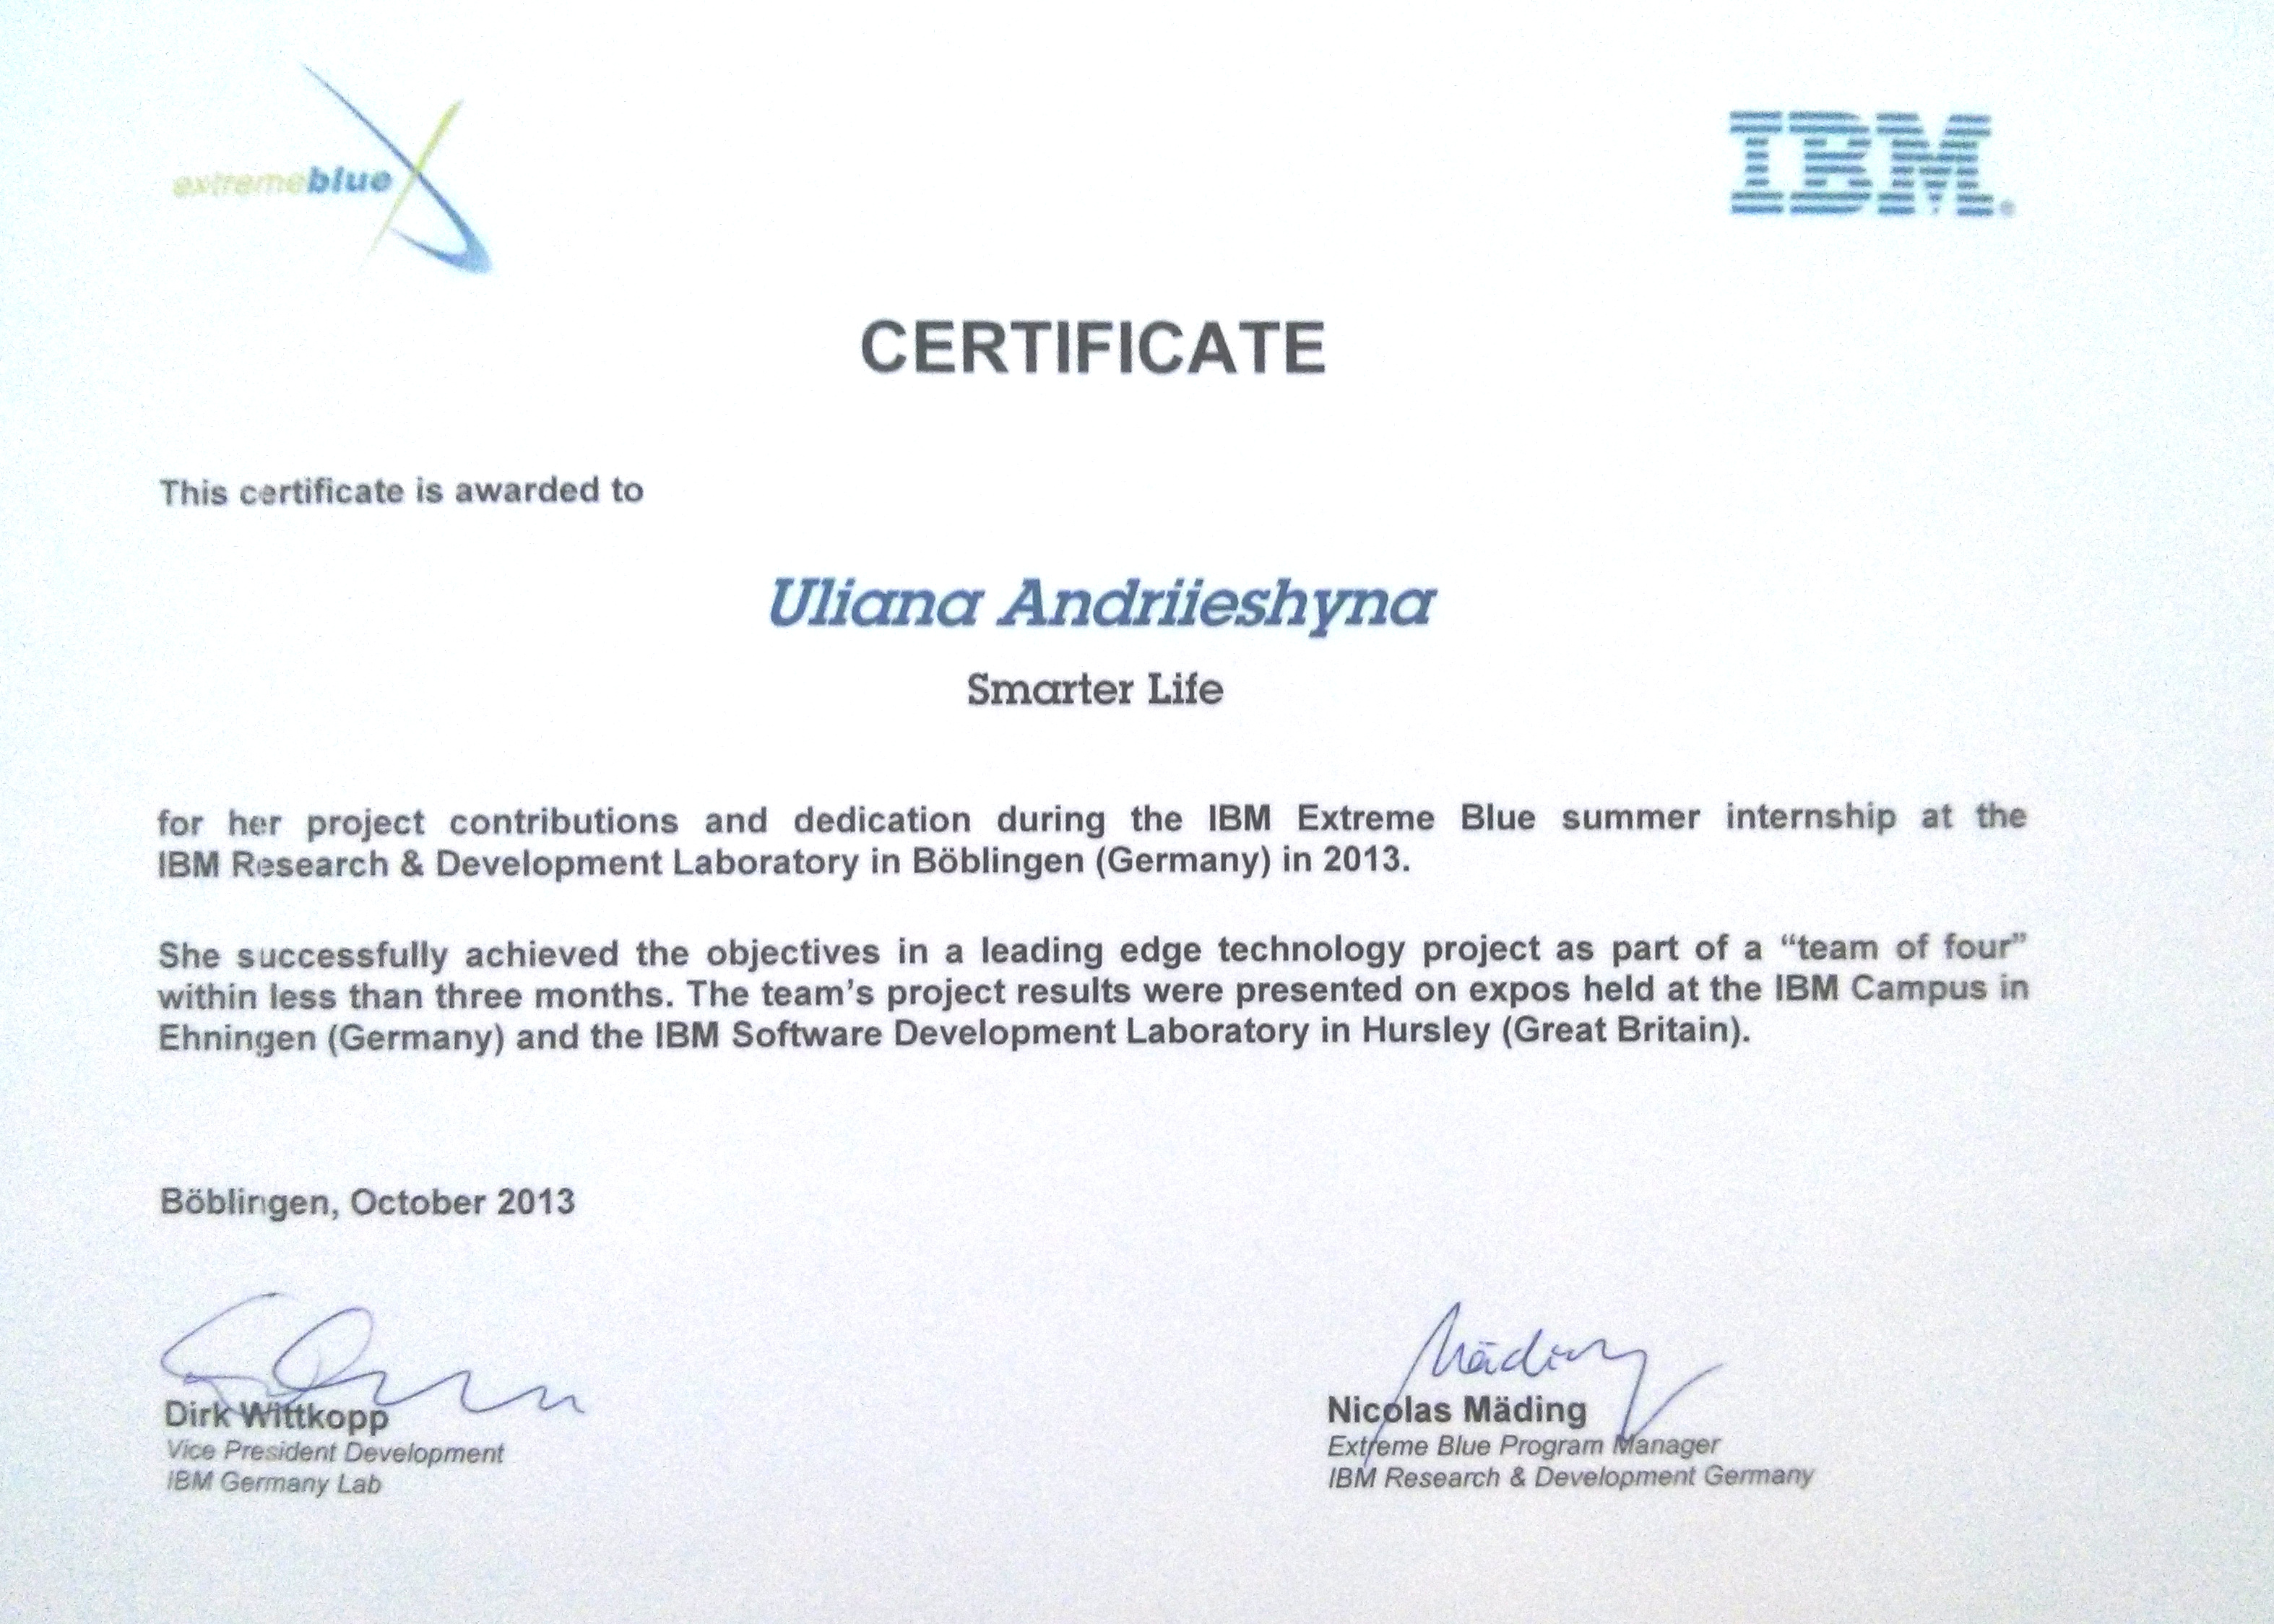 extremeblue
IBM®
CERTIFICATE
This certificate is awarded to
Uliana Andriieshyna
Smarter Life
for her project contributions and dedication during the IBM Extreme Blue summer internship at the
IBM Research & Development Laboratory in Böblingen (Germany) in 2013.
She successfully achieved the objectives in a leading edge technology project as part of a “team of four”
within less than three months. The team’s project results were presented on expos held at the IBM Campus in
Ehningen (Germany) and the IBM Software Development Laboratory in Hursley (Great Britain).
Böblingen, October 2013
Mäding
Dirk Wittkopp
Vice President Development
IBM Germany Lab
Nicolas Mäding
Extreme Blue Program Manager
IBM Research & Development Germany